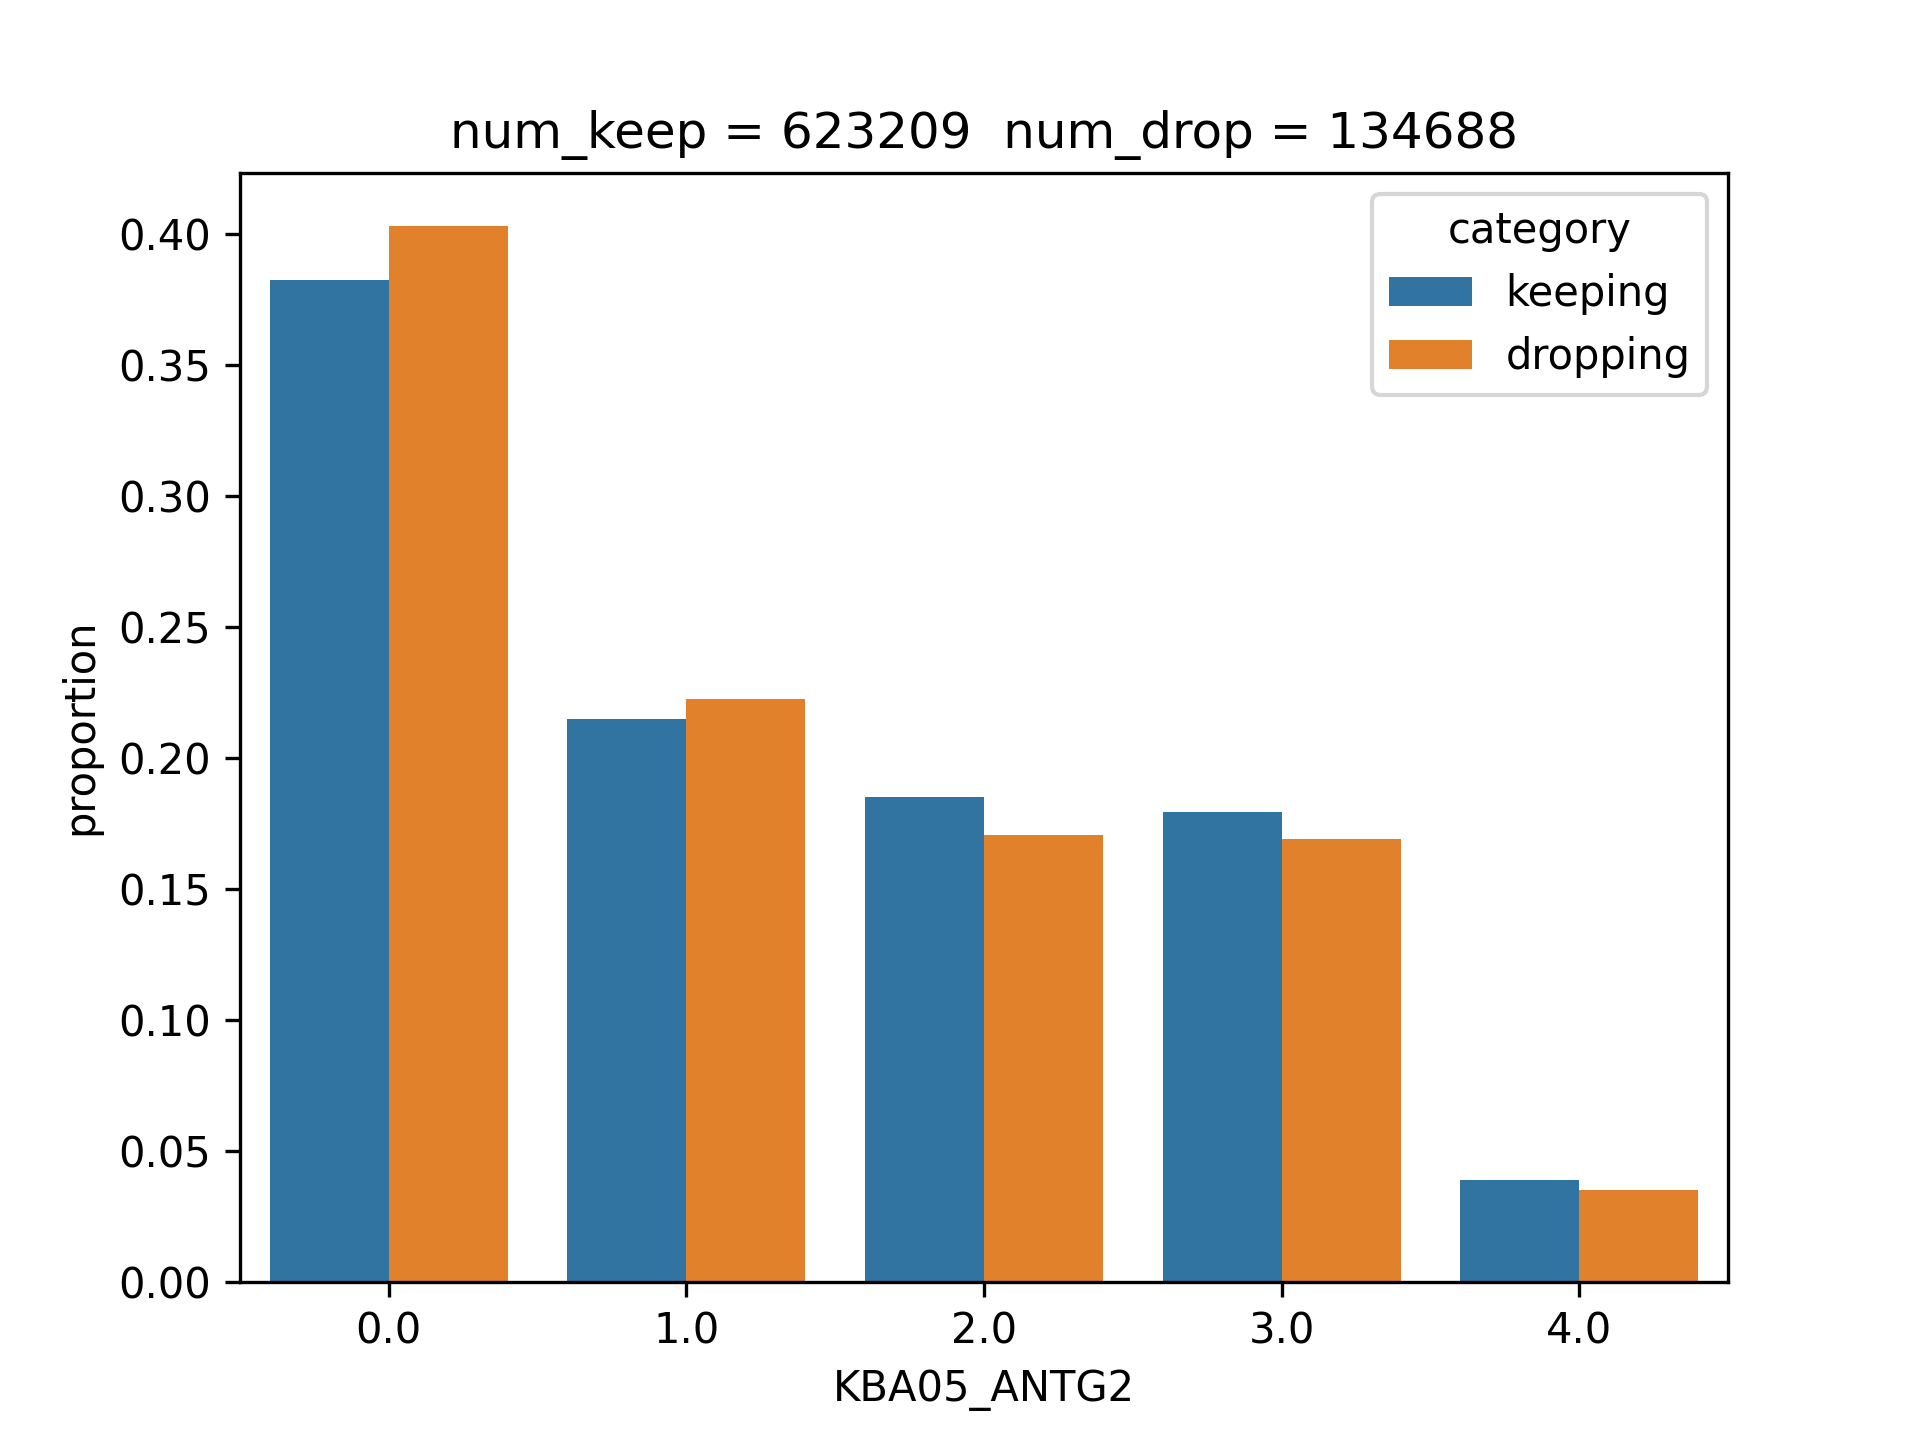 num_keep = 623209  num_drop = 134688
category
keeping
dropping
proportion
0.40
0.35
0.30
0.25
0.20
0.15
0.10
0.05
0.00
0.0 1.0 2.0 3.0 4.0
KBA05_ANTG2